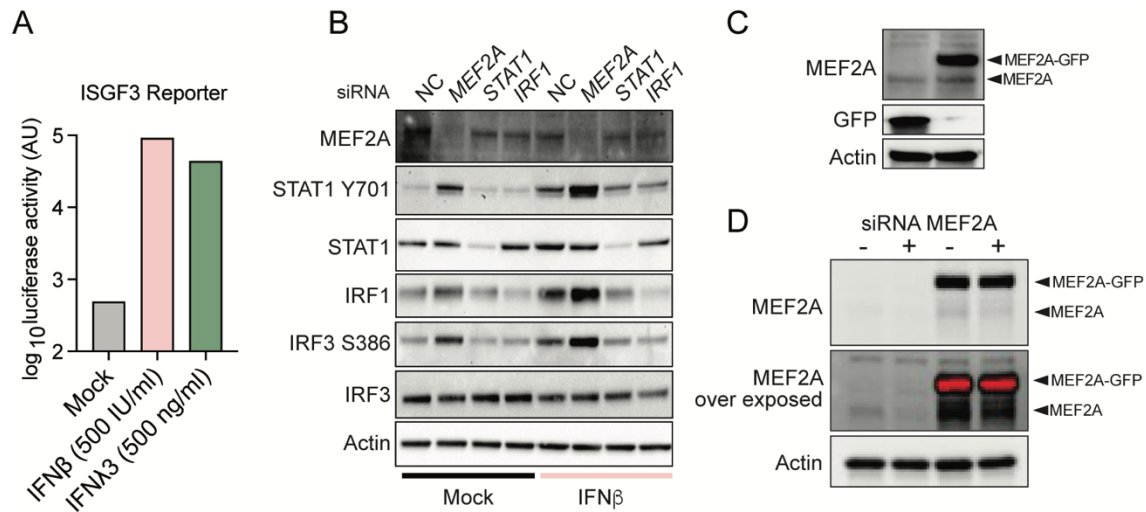 A
ISGF3 Reporter
log10luciferase activity (AU)
5
4
3
2
Mock
IFNβ (500 IU/ml)
IFNλ3 (500 ng/ml)
B
siRNA
NC
MEF2A
STAT1
IRF1
NC
MEF2A
STAT1
IRF1
MEF2A
STAT1 Y701
STAT1
IRF1
IRF3 S386
IRF3
Actin
Mock
IFNβ
C
MEF2A
MEF2A-GFP
MEF2A
GFP
Actin
D
siRNA MEF2A
- + - +
MEF2A
MEF2A-GFP
MEF2A
MEF2A
over exposed
MEF2A-GFP
MEF2A
Actin